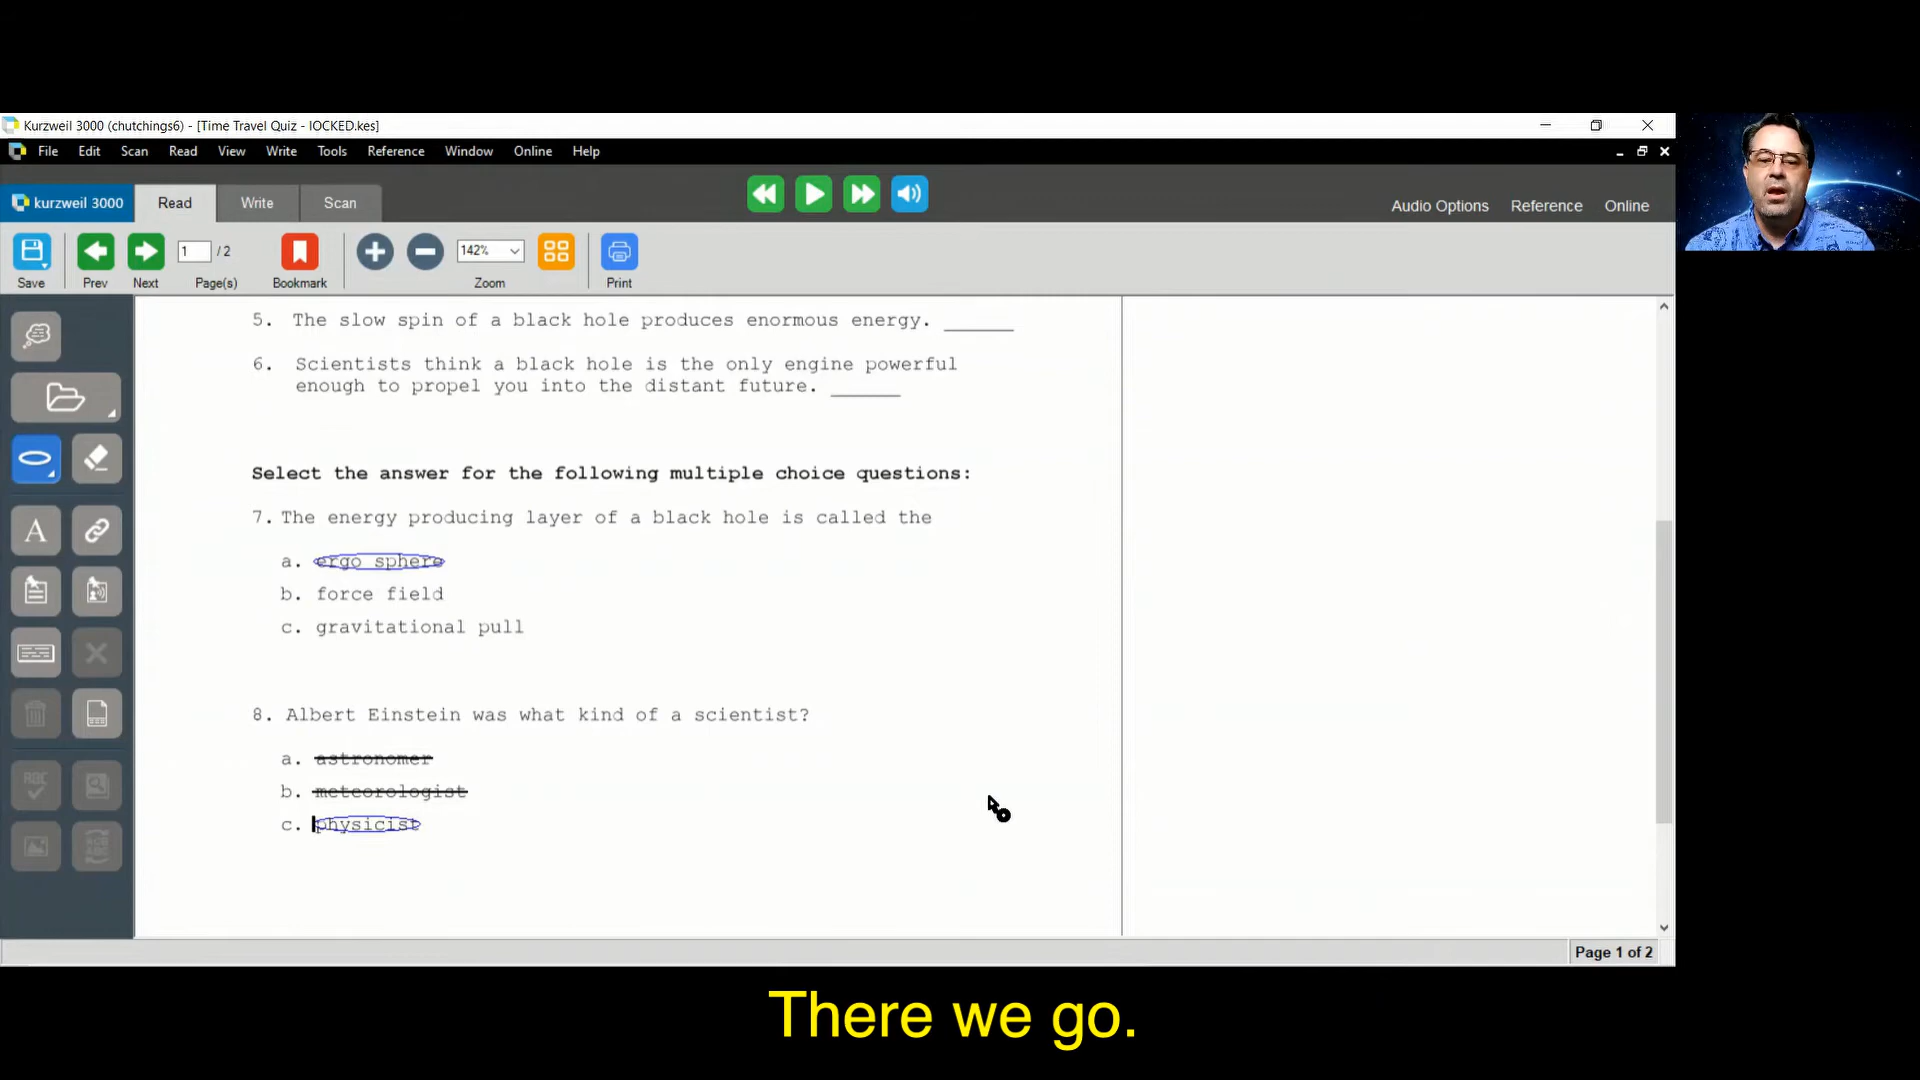 Kurzweil 3000 (chutchings6) - [Time Travel Quiz - IOCKED.kes]
File Edit Scan Read View Write Tools Reference Window Online Help
kurzweil 3000 Read Write Scan Audio Options Reference Online
1 / 2 142%
Save Prev Next Page(s) Bookmark Zoom Print
5. The slow spin of a black hole produces enormous energy. ______
6. Scientists think a black hole is the only engine powerful
enough to propel you into the distant future. ______
Select the answer for the following multiple choice questions:
7. The energy producing layer of a black hole is called the
a. ergo sphere
b. force field
c. gravitational pull
8. Albert Einstein was what kind of a scientist?
a. astronomer
b. meteorologist
c. physicist
A
Page 1 of 2
There we go.